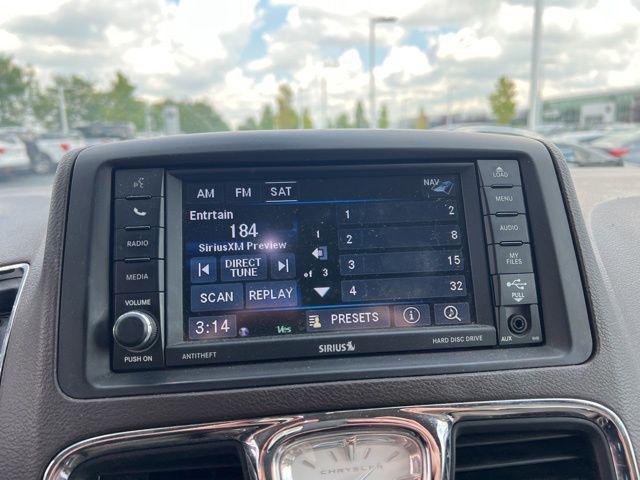 AM FM SAT NAV
Entrtain
184
SiriusXM Preview
DIRECT
TUNE
SCAN REPLAY
3:14
1
of 3
1 2
2 8
3 15
4 32
PRESETS
RADIO
MEDIA
VOLUME
PUSH ON
LOAD
MENU
AUDIO
MY
FILES
PULL
AUX
ANTITHEFT
SIRIUS
HARD DISC DRIVE
CHRYSLER